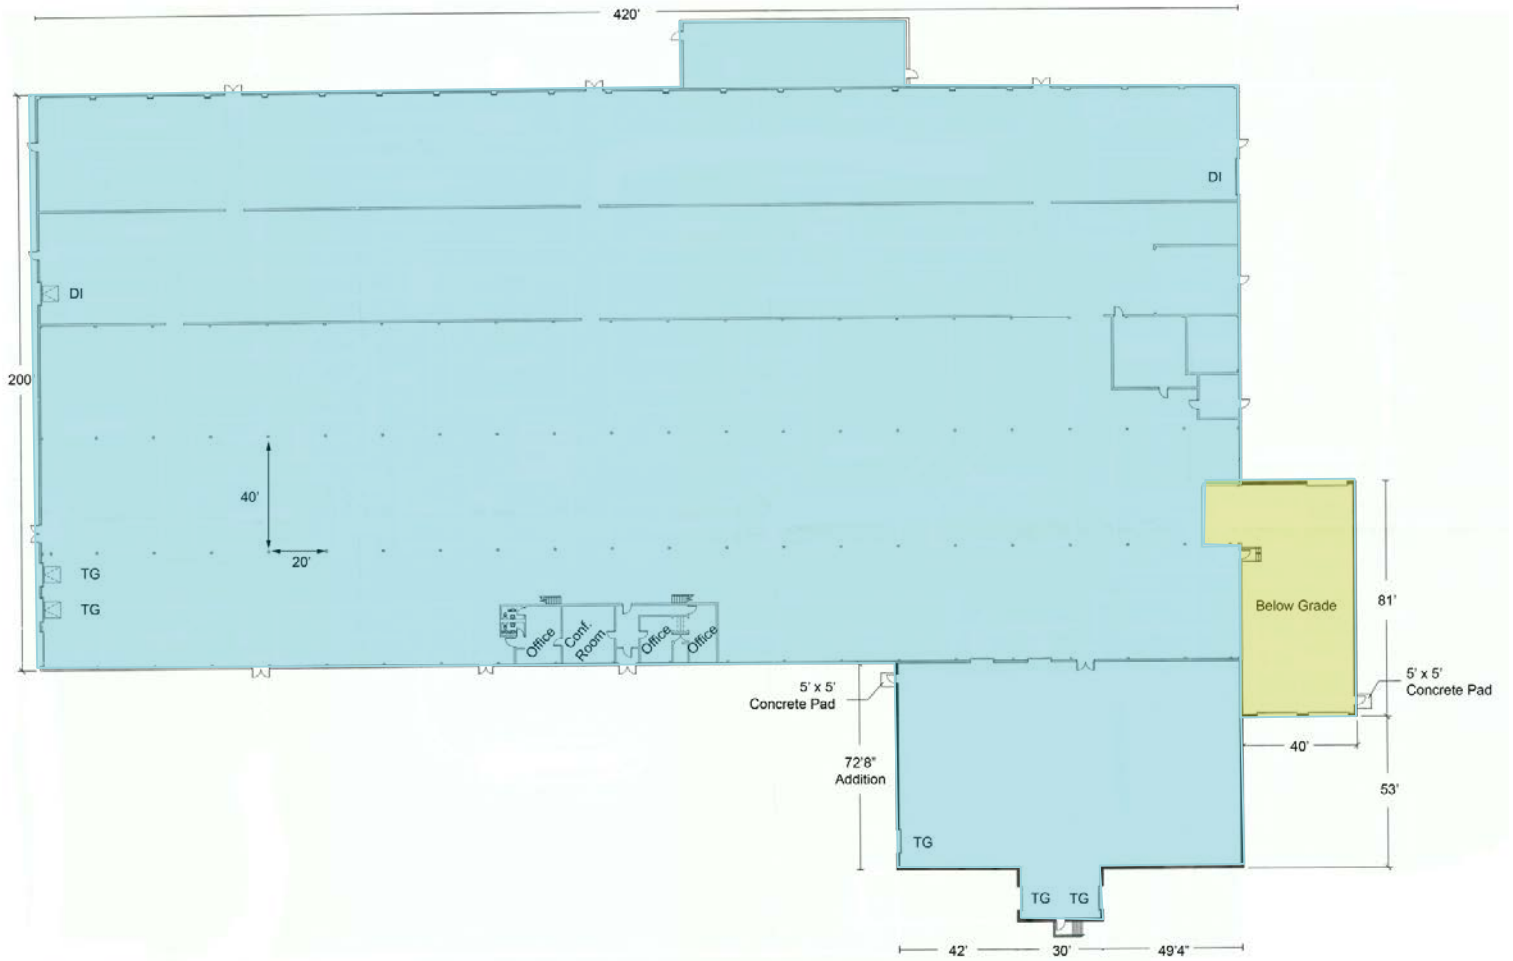 420'
DI
DI
200
40'
20'
TG
TG
Office
Conf.
Room
Office
Office
Below Grade
81'
5' x 5'
Concrete Pad
5' x 5'
Concrete Pad
40'
72'8"
Addition
53'
TG
TG
TG
42'
30'
49'4"